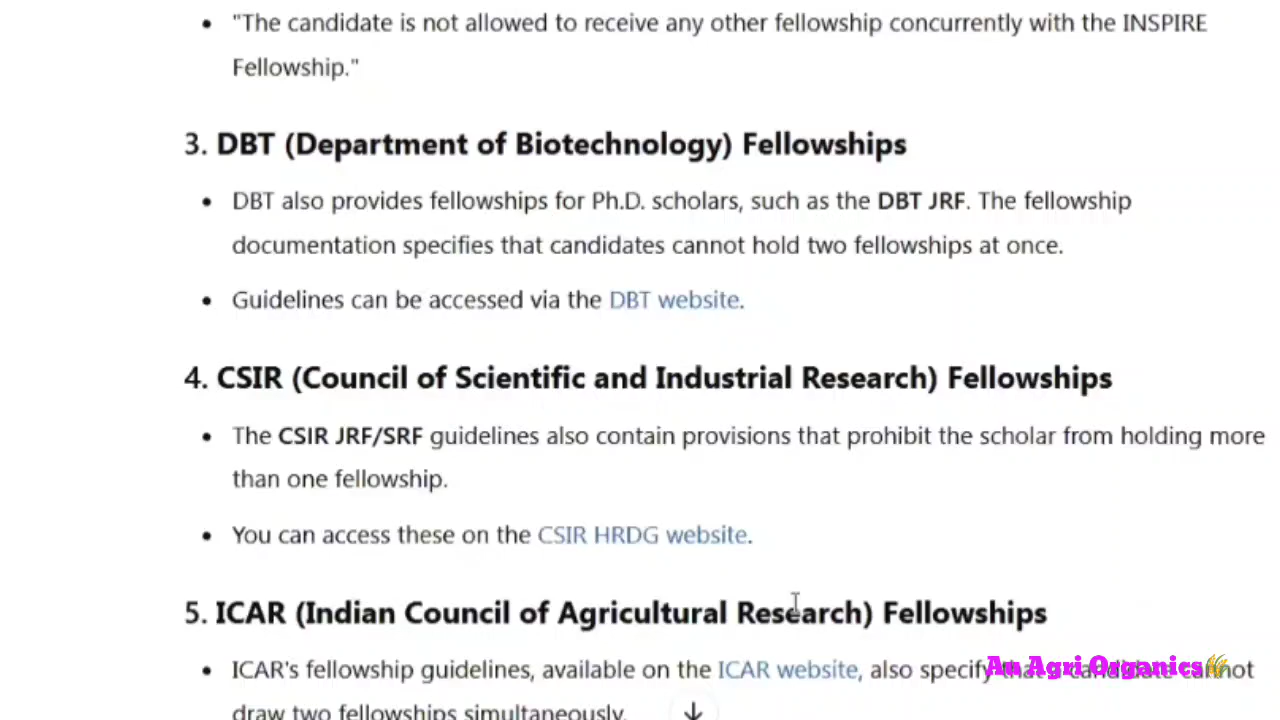 • "The candidate is not allowed to receive any other fellowship concurrently with the INSPIRE
Fellowship."
3. DBT (Department of Biotechnology) Fellowships
• DBT also provides fellowships for Ph.D. scholars, such as the DBT JRF. The fellowship
documentation specifies that candidates cannot hold two fellowships at once.
• Guidelines can be accessed via the DBT website.
4. CSIR (Council of Scientific and Industrial Research) Fellowships
• The CSIR JRF/SRF guidelines also contain provisions that prohibit the scholar from holding more
than one fellowship.
• You can access these on the CSIR HRDG website.
5. ICAR (Indian Council of Agricultural Research) Fellowships
• ICAR's fellowship guidelines, available on the ICAR website, also specify that a candidate cannot
An Agri Organics
draw two fellowships simultaneously.